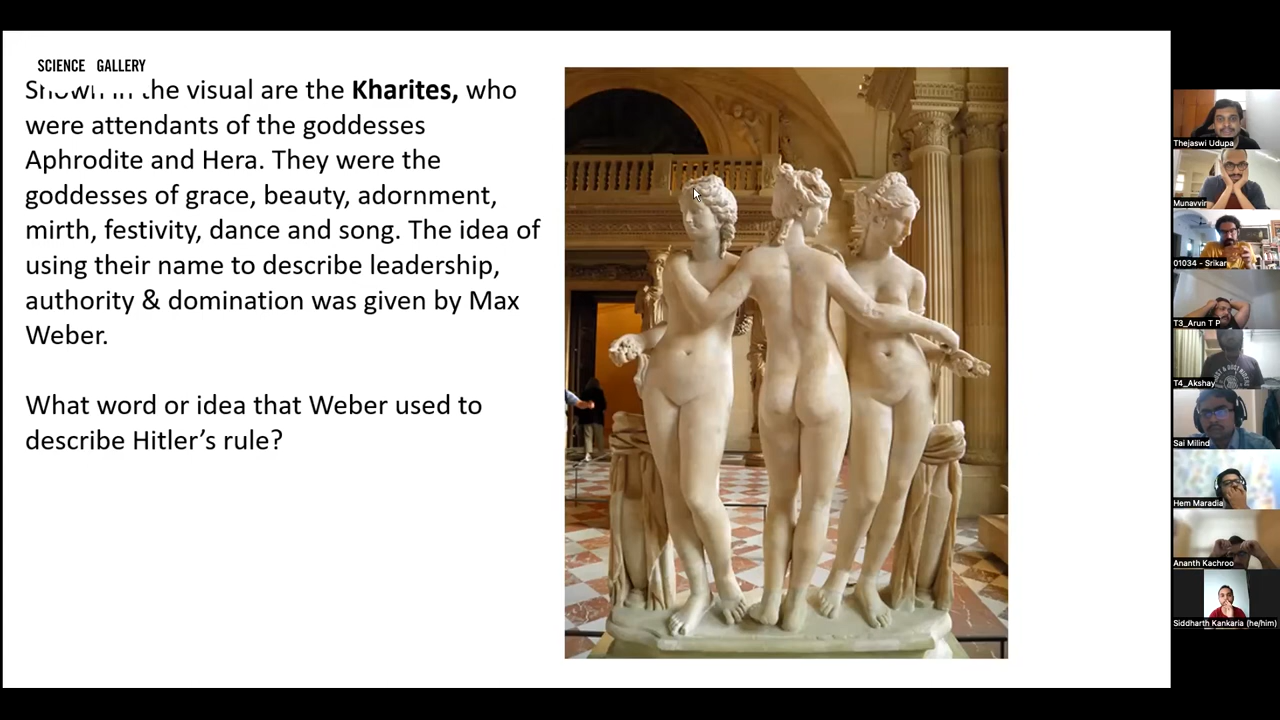 SCIENCE GALLERY
the visual are the Kharites, who
were attendants of the goddesses
Aphrodite and Hera. They were the
goddesses of grace, beauty, adornment,
mirth, festivity, dance and song. The idea of
using their name to describe leadership,
authority & domination was given by Max
Weber.
What word or idea that Weber used to
describe Hitler’s rule?
Thejaswi Udupa
Munavvir
01034 - Srikan
T3_Arun T P
T4_Akshay
Sai Milind
Hem Maradia
Ananth Kachroo
Siddharth Kankaria (he/him)